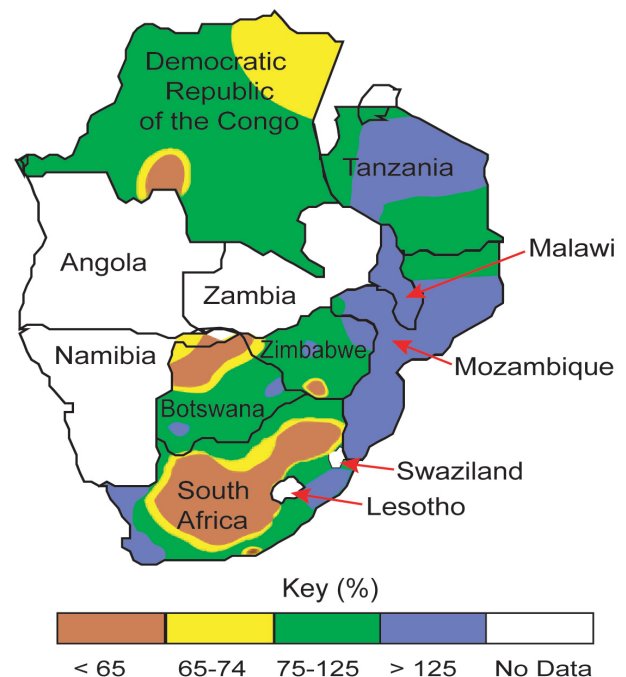 Democratic
Republic
of the Congo
Tanzania
Malawi
Angola
Zambia
Namibia
Zimbabwe
Mozambique
Botswana
Swaziland
South
Africa
Lesotho
Key (%)
< 65 65-74 75-125 > 125 No Data